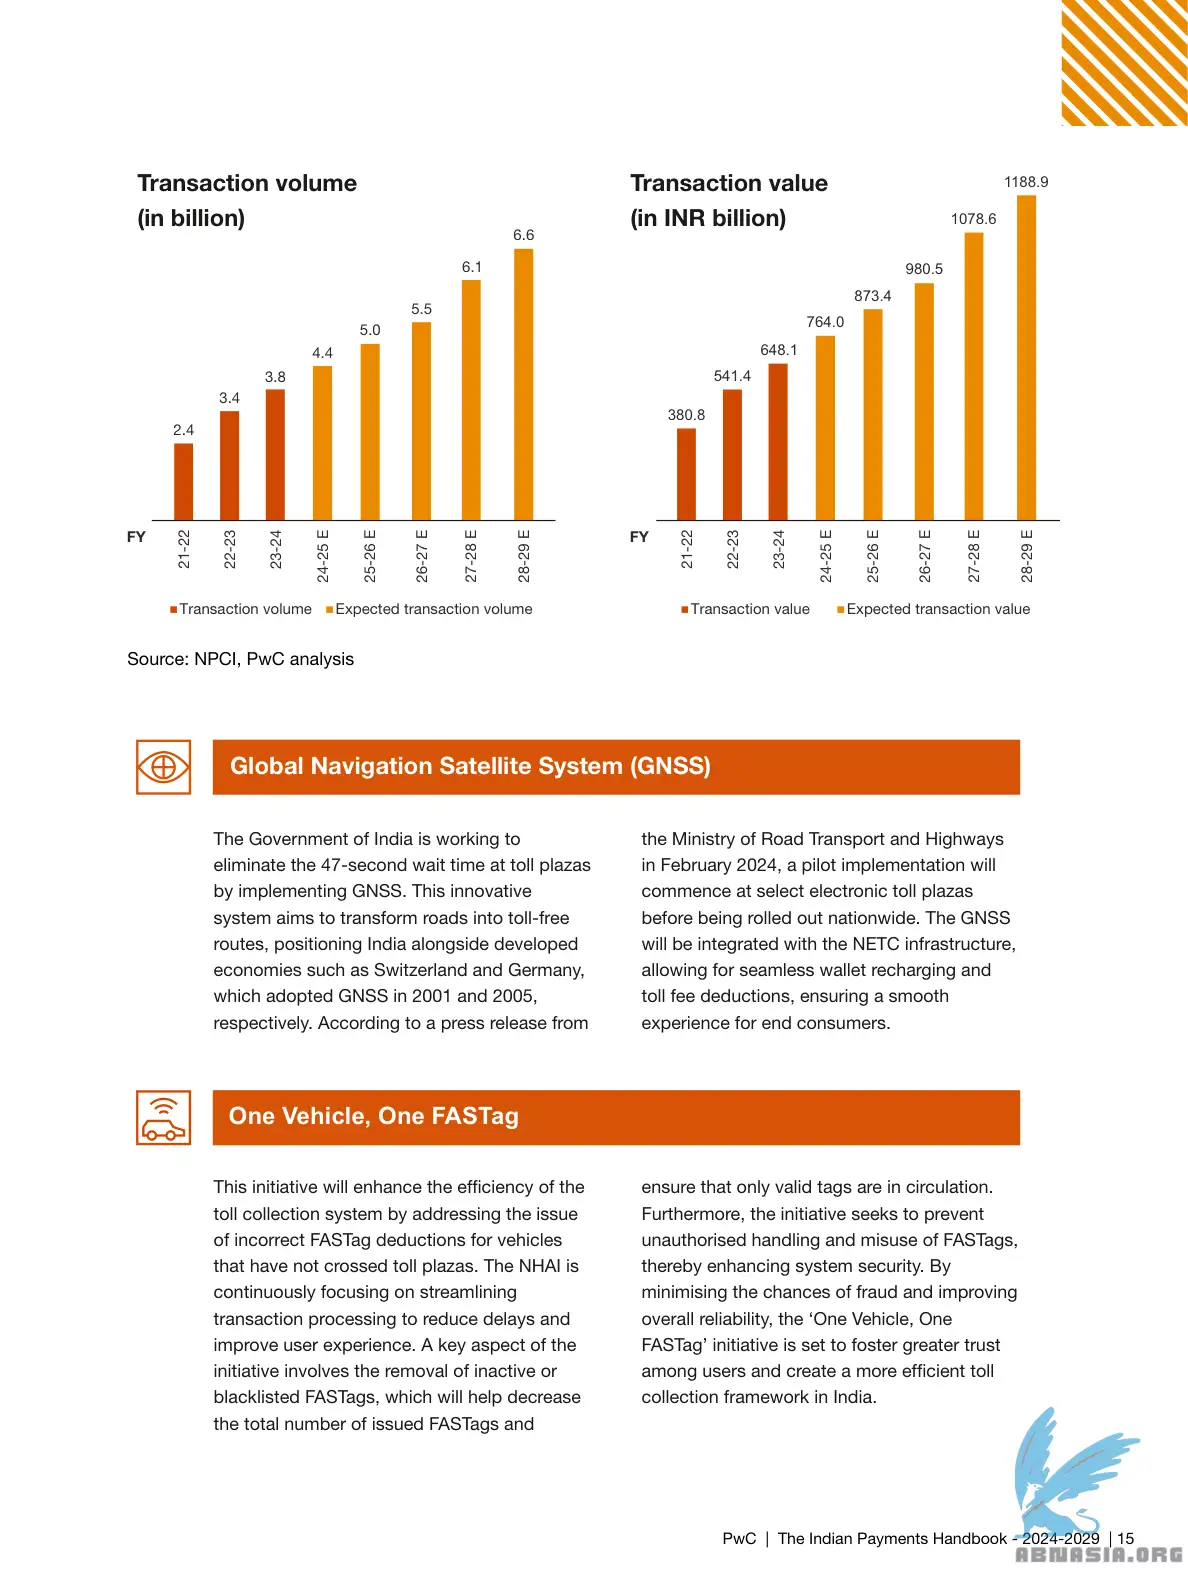 Transaction volume
(in billion)
2.4
3.4
3.8
4.4
5.0
5.5
6.1
6.6
FY
21-22
22-23
23-24
24-25 E
25-26 E
26-27 E
27-28 E
28-29 E
Transaction volume
Expected transaction volume
Transaction value
(in INR billion)
380.8
541.4
648.1
764.0
873.4
980.5
1078.6
1188.9
FY
21-22
22-23
23-24
24-25 E
25-26 E
26-27 E
27-28 E
28-29 E
Transaction value
Expected transaction value
Source: NPCI, PwC analysis
Global Navigation Satellite System (GNSS)
The Government of India is working to
eliminate the 47-second wait time at toll plazas
by implementing GNSS. This innovative
system aims to transform roads into toll-free
routes, positioning India alongside developed
economies such as Switzerland and Germany,
which adopted GNSS in 2001 and 2005,
respectively. According to a press release from
the Ministry of Road Transport and Highways
in February 2024, a pilot implementation will
commence at select electronic toll plazas
before being rolled out nationwide. The GNSS
will be integrated with the NETC infrastructure,
allowing for seamless wallet recharging and
toll fee deductions, ensuring a smooth
experience for end consumers.
One Vehicle, One FASTag
This initiative will enhance the efficiency of the
toll collection system by addressing the issue
of incorrect FASTag deductions for vehicles
that have not crossed toll plazas. The NHAI is
continuously focusing on streamlining
transaction processing to reduce delays and
improve user experience. A key aspect of the
initiative involves the removal of inactive or
blacklisted FASTags, which will help decrease
the total number of issued FASTags and
ensure that only valid tags are in circulation.
Furthermore, the initiative seeks to prevent
unauthorised handling and misuse of FASTags,
thereby enhancing system security. By
minimising the chances of fraud and improving
overall reliability, the ‘One Vehicle, One
FASTag’ initiative is set to foster greater trust
among users and create a more efficient toll
collection framework in India.
PwC | The Indian Payments Handbook - 2024-2029 | 15
ABNASIA.ORG